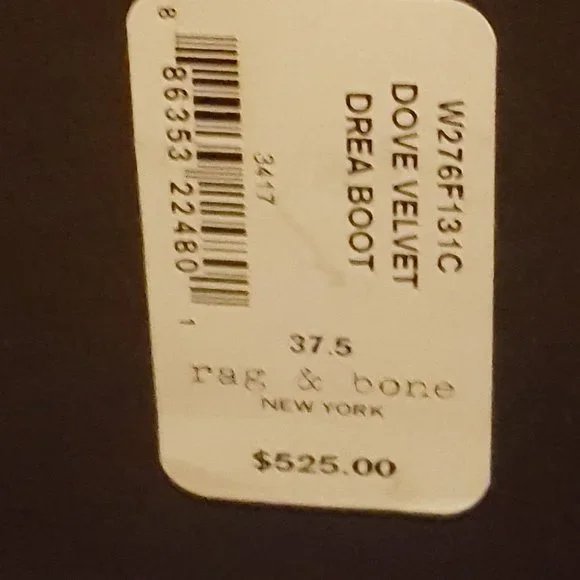 W276F131C
DOVE VELVET
DREA BOOT
3417
8 86353 22480 1
37.5
rag & bone
NEW YORK
$525.00